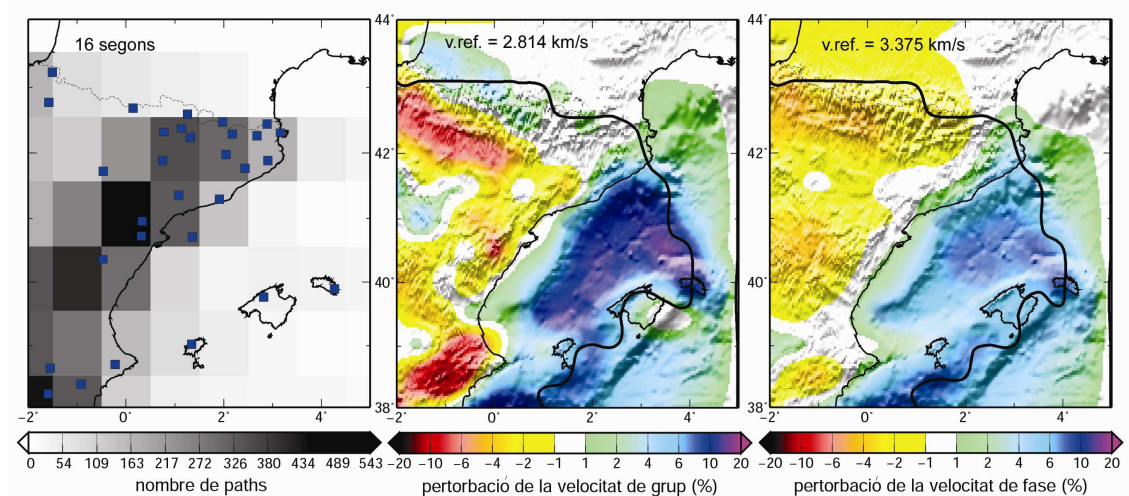 16 segons
v.ref. = 2.814 km/s
v.ref. = 3.375 km/s
44°
42°
40°
38°
44°
42°
40°
38°
−2° 0° 2° 4°
−2° 0° 2° 4°
−2° 0° 2° 4°
0 54 109 163 217 272 326 380 434 489 543
−20 −10 −6 −4 −2 −1 1 2 4 6 10 20
−20 −10 −6 −4 −2 −1 1 2 4 6 10 20
nombre de paths
pertorbació de la velocitat de grup (%)
pertorbació de la velocitat de fase (%)